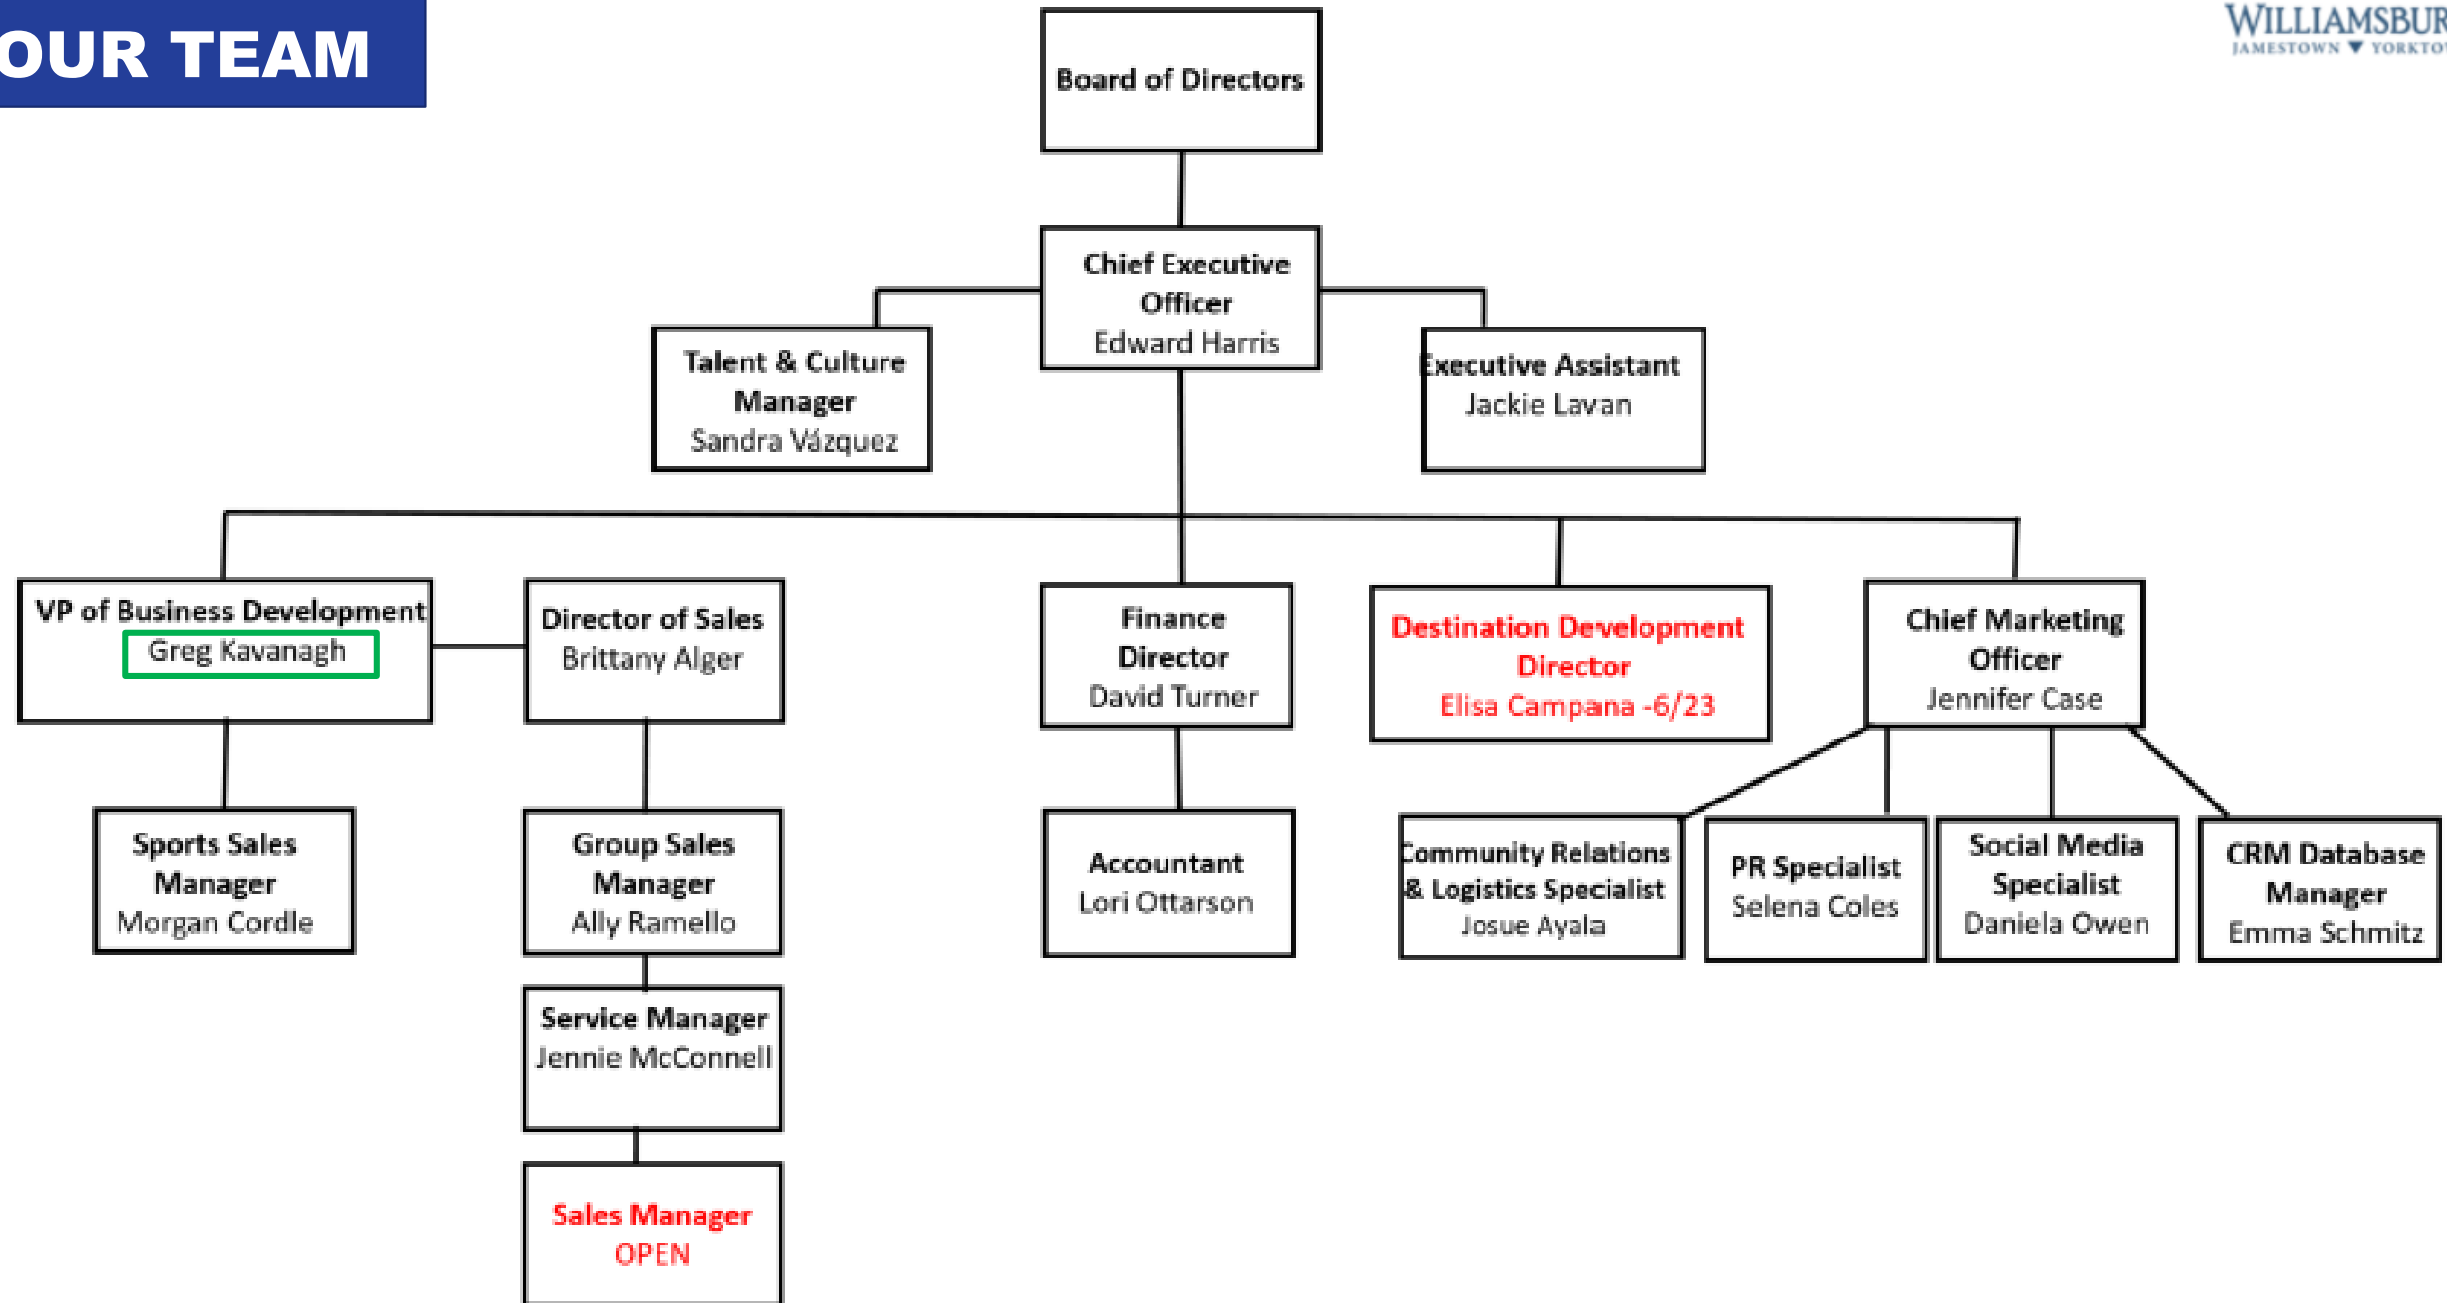 OUR TEAM
WILLIAMSBUR
JAMESTOWN YORKTO
Board of Directors
Chief Executive
Officer
Edward Harris
Talent & Culture
Manager
Sandra Vázquez
Executive Assistant
Jackie Lavan
VP of Business Development
Greg Kavanagh
Director of Sales
Brittany Alger
Finance
Director
David Turner
Destination Development
Director
Elisa Campana -6/23
Chief Marketing
Officer
Jennifer Case
Sports Sales
Manager
Morgan Cordle
Group Sales
Manager
Ally Ramello
Accountant
Lori Ottarson
Community Relations
& Logistics Specialist
Josue Ayala
PR Specialist
Selena Coles
Social Media
Specialist
Daniela Owen
CRM Database
Manager
Emma Schmitz
Service Manager
Jennie McConnell
Sales Manager
OPEN